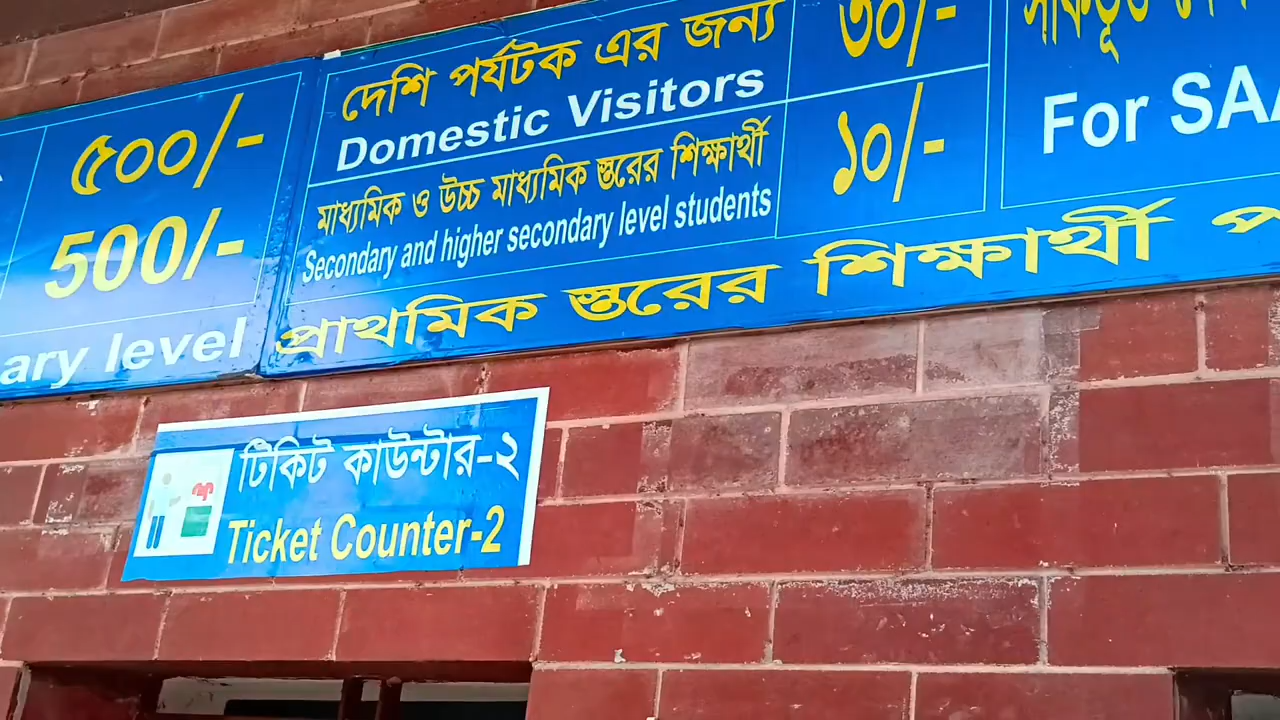 ৫০০/-
500/-
ary level
দেশি পর্যটক এর জন্য
Domestic Visitors
৩০/-
মাধ্যমিক ও উচ্চ মাধ্যমিক স্তরের শিক্ষার্থী
Secondary and higher secondary level students
১০/-
For SAA
প্রাথমিক স্তরের শিক্ষার্থী প
টিকিট কাউন্টার-২
Ticket Counter-2